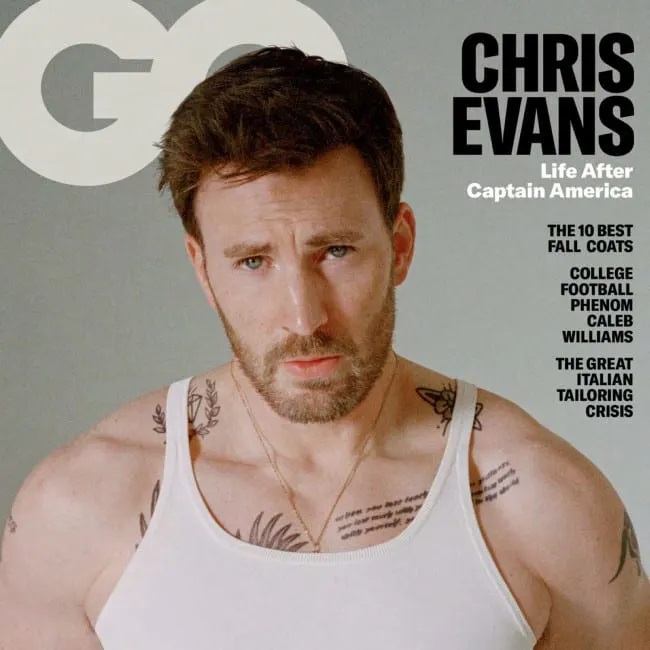 GQ
CHRIS
EVANS
Life After
Captain America
THE 10 BEST
FALL COATS
COLLEGE
FOOTBALL
PHENOM
CALEB
WILLIAMS
THE GREAT
ITALIAN
TAILORING
CRISIS